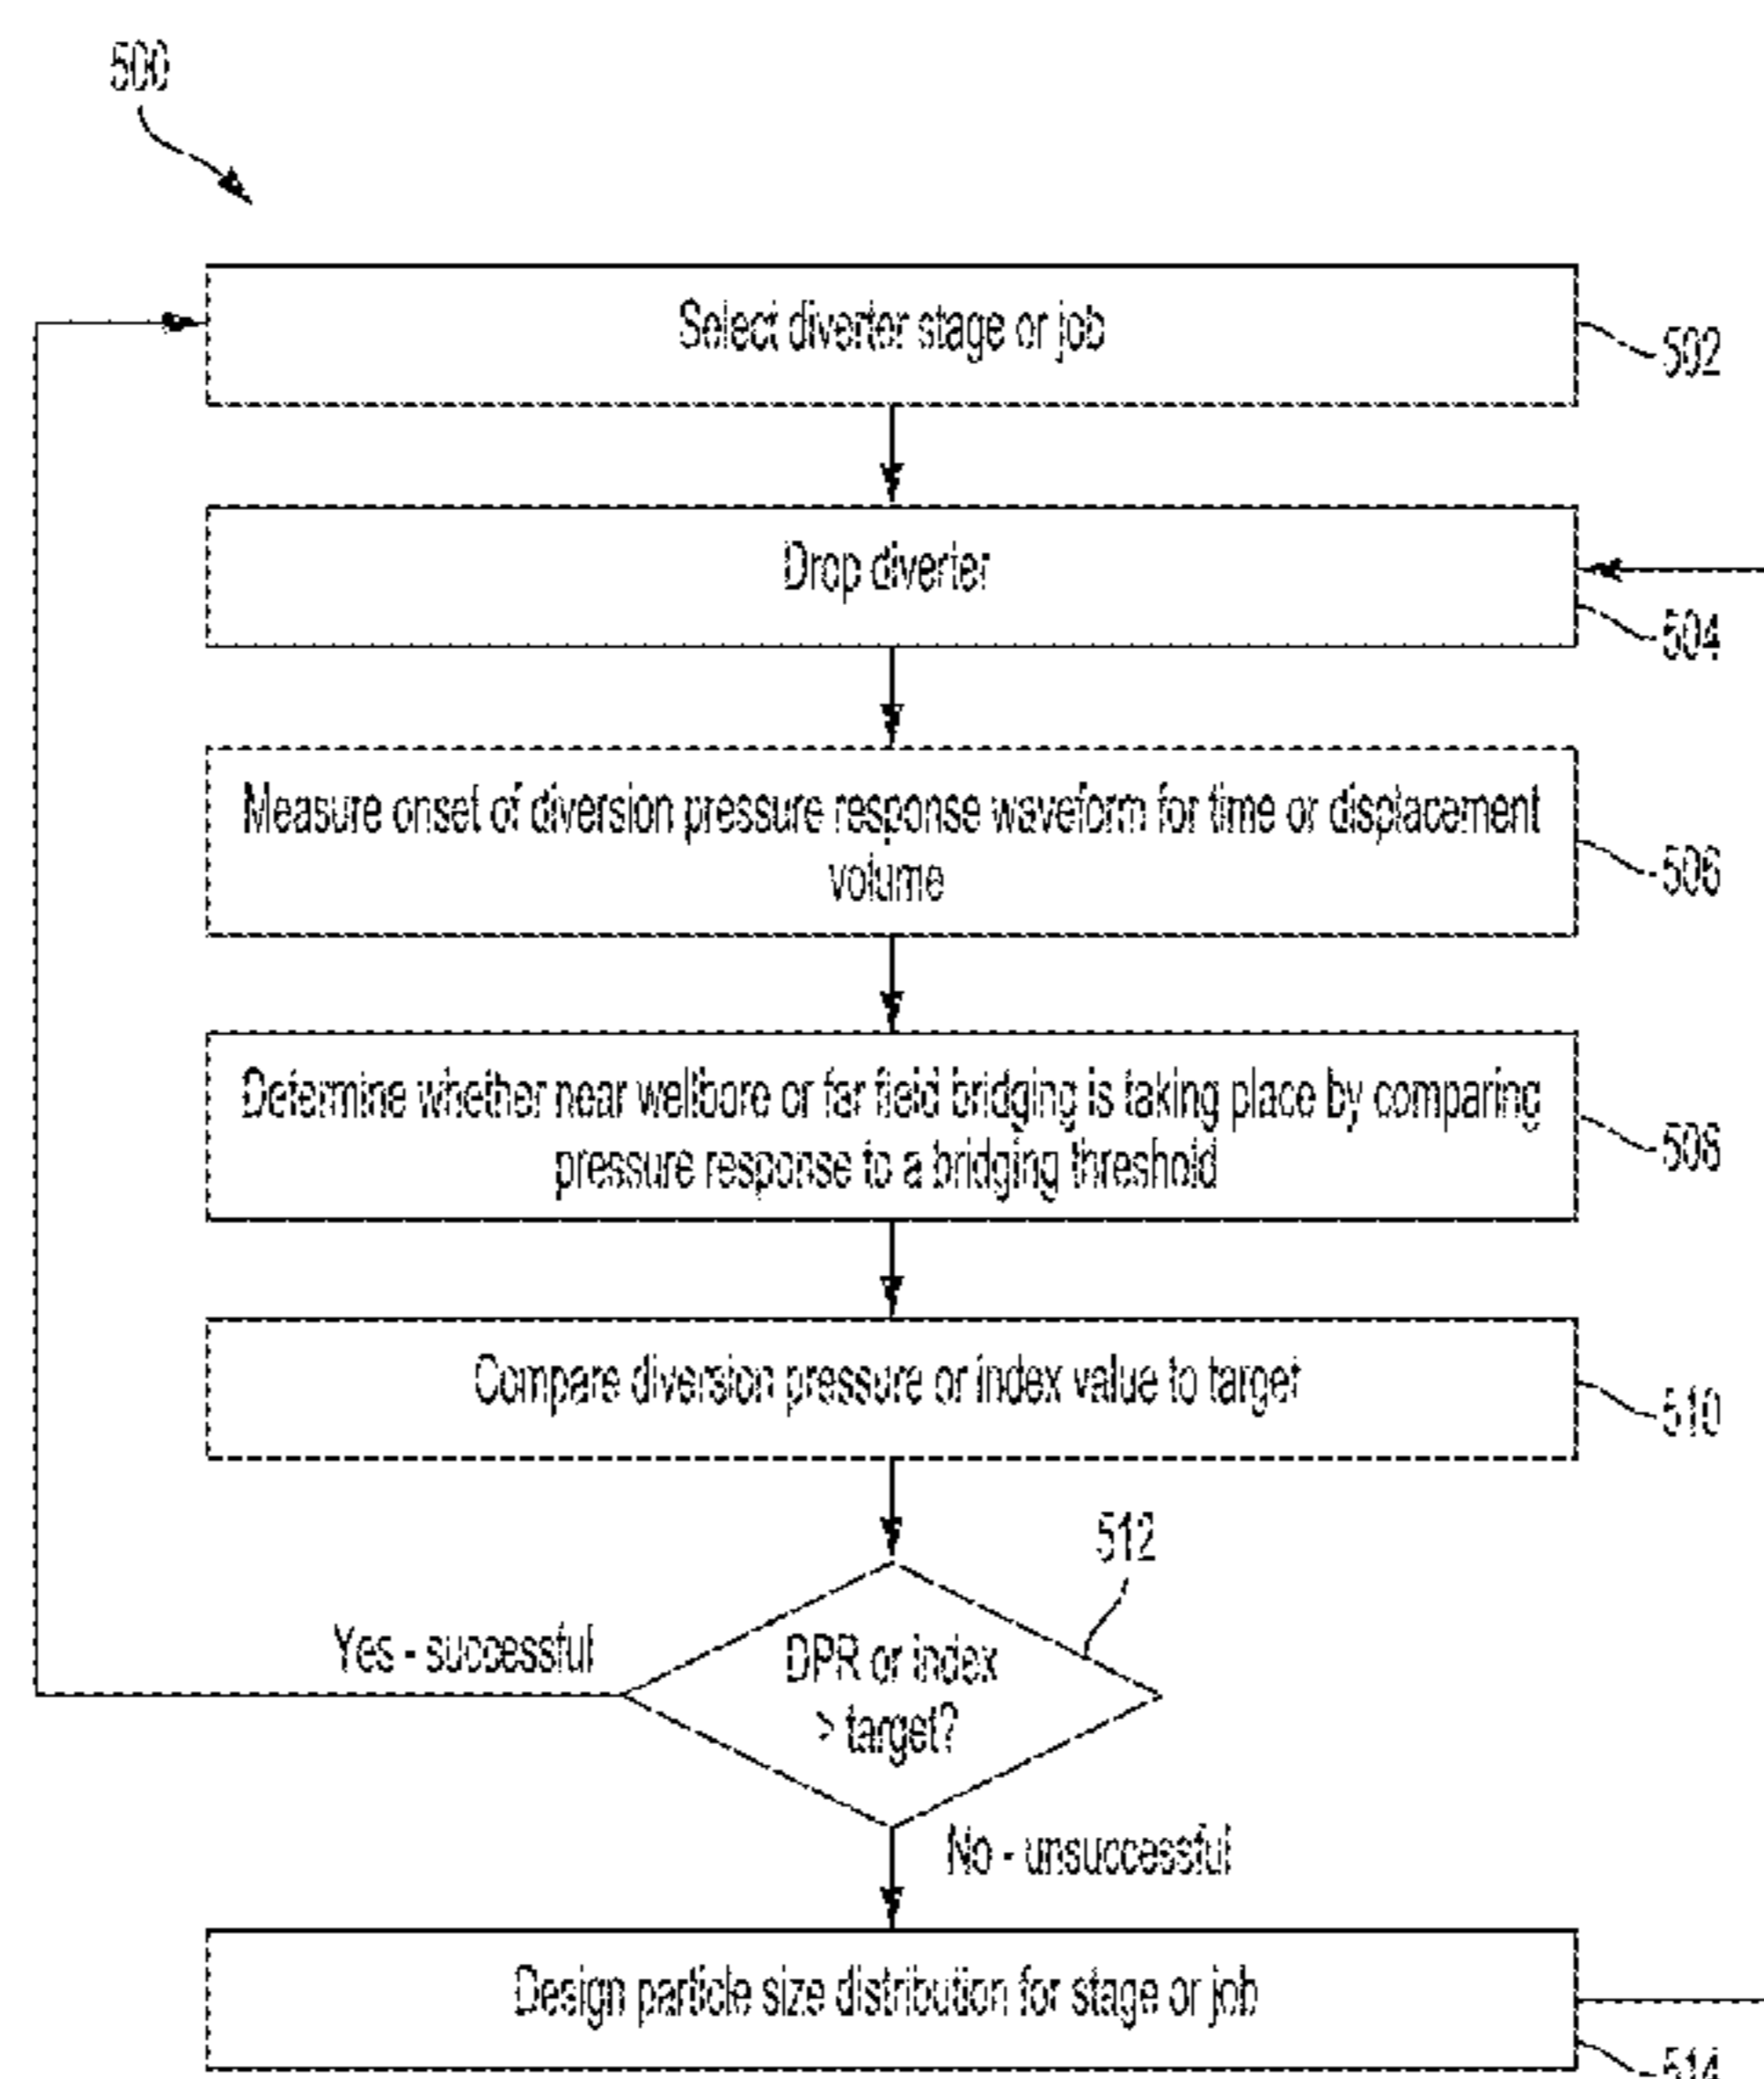 500
Select diverter stage or job
502
Drop diverter
504
Measure onset of diversion pressure response waveform for time or displacement
volume
506
Determine whether near wellbore or far field bridging is taking place by comparing
pressure response to a bridging threshold
508
Compare diversion pressure or index value to target
510
512
Yes - successful
DPR or index
> target?
No - unsuccessful
Design particle size distribution for stage or job
514